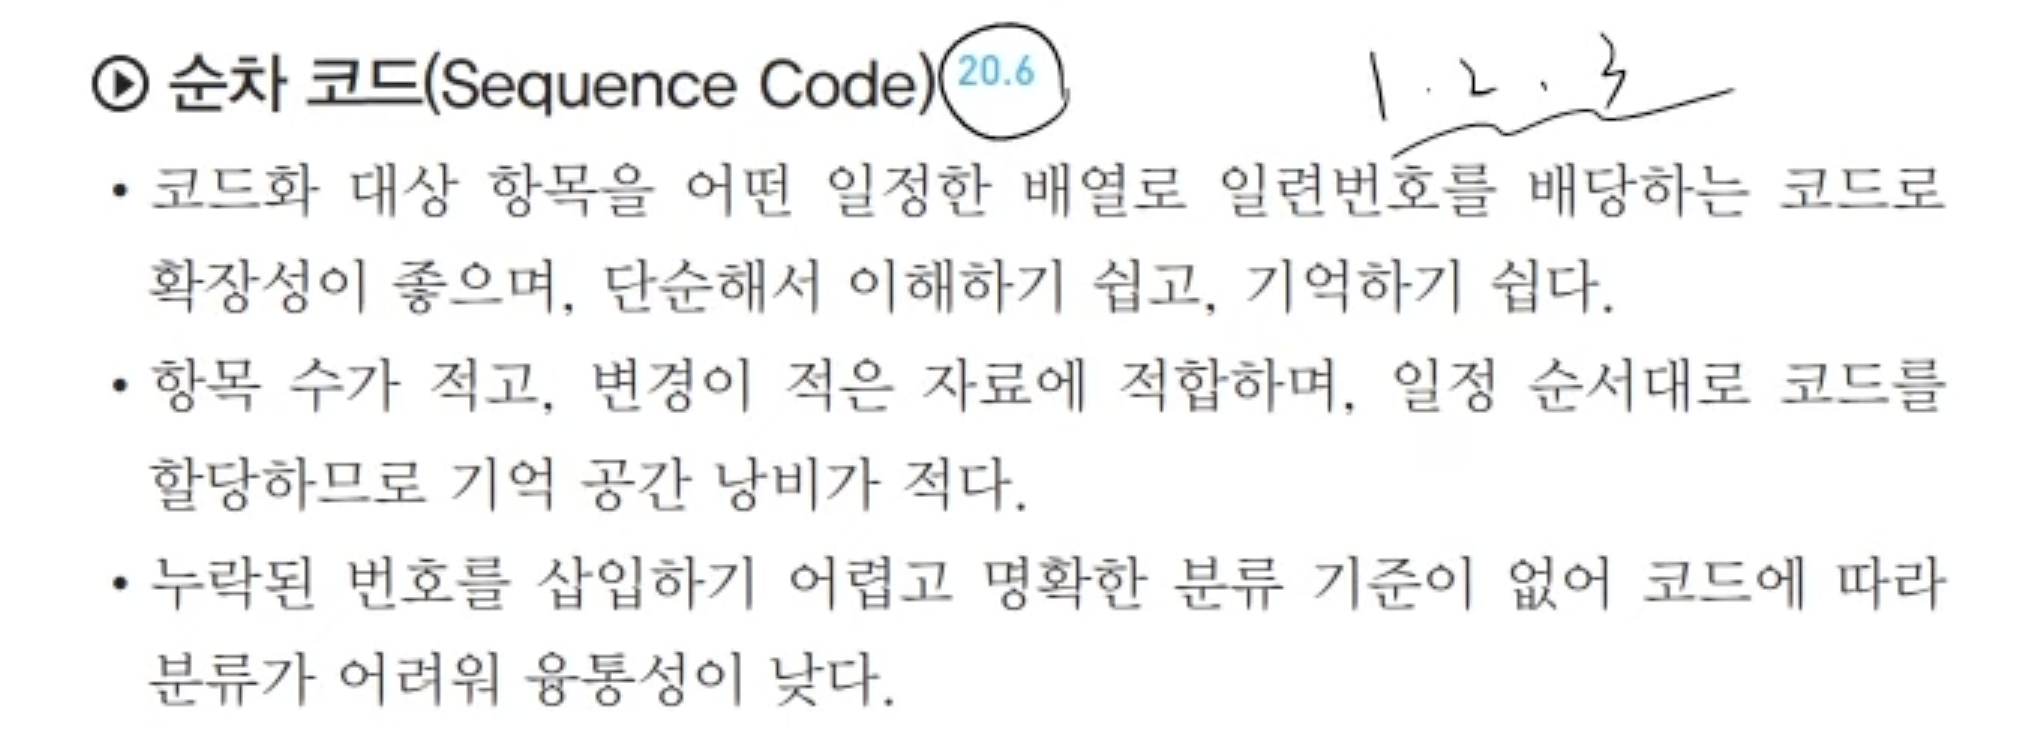 순차 코드(Sequence Code) 20.6
1 . 2 . 3
• 코드화 대상 항목을 어떤 일정한 배열로 일련번호를 배당하는 코드로
확장성이 좋으며, 단순해서 이해하기 쉽고, 기억하기 쉽다.
• 항목 수가 적고, 변경이 적은 자료에 적합하며, 일정 순서대로 코드를
할당하므로 기억 공간 낭비가 적다.
• 누락된 번호를 삽입하기 어렵고 명확한 분류 기준이 없어 코드에 따라
분류가 어려워 융통성이 낮다.